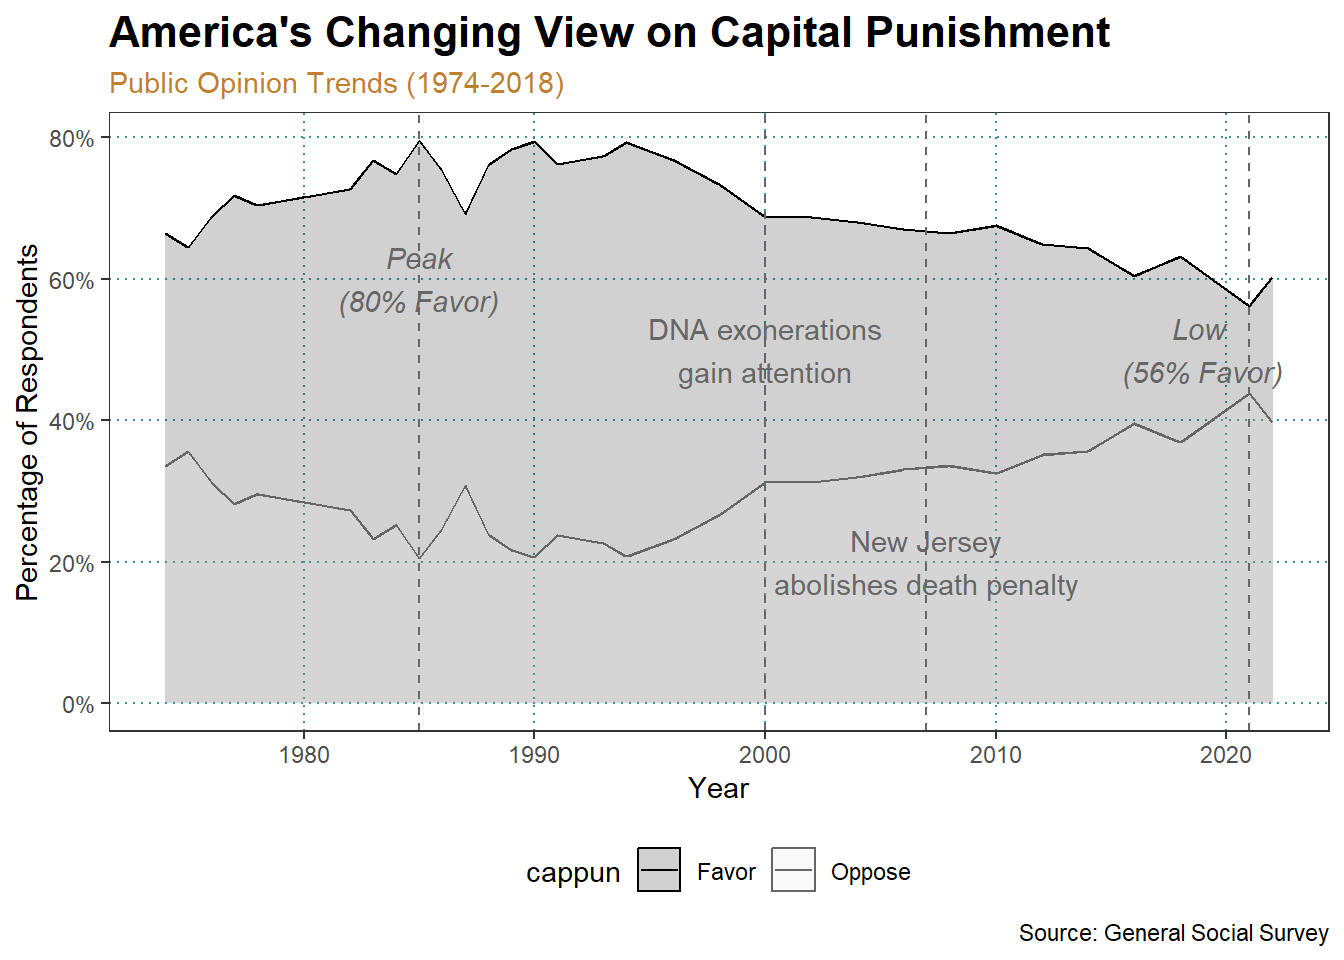 America's Changing View on Capital Punishment
Public Opinion Trends (1974-2018)
Percentage of Respondents
80%
60%
40%
20%
0%
Peak
(80% Favor)
DNA exonerations
gain attention
Low
(56% Favor)
New Jersey
abolishes death penalty
1980
1990
2000
2010
2020
Year
cappun
Favor
Oppose
Source: General Social Survey